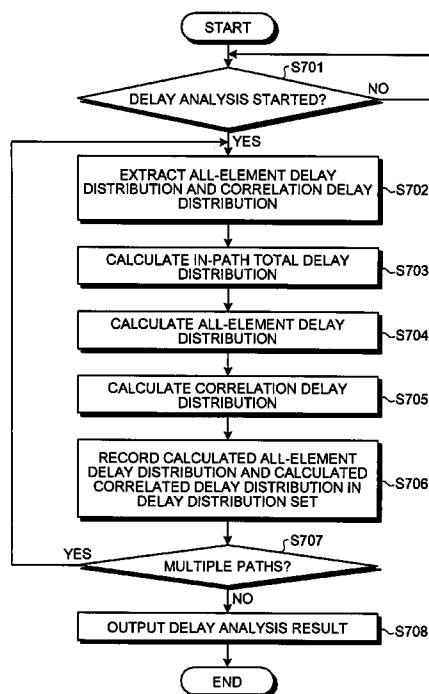 START
S701
DELAY ANALYSIS STARTED?
NO
YES
EXTRACT ALL-ELEMENT DELAY
DISTRIBUTION AND CORRELATION DELAY
DISTRIBUTION
S702
CALCULATE IN-PATH TOTAL DELAY
DISTRIBUTION
S703
CALCULATE ALL-ELEMENT DELAY
DISTRIBUTION
S704
CALCULATE CORRELATION DELAY
DISTRIBUTION
S705
RECORD CALCULATED ALL-ELEMENT
DELAY DISTRIBUTION AND CALCULATED
CORRELATED DELAY DISTRIBUTION IN
DELAY DISTRIBUTION SET
S706
S707
YES
MULTIPLE PATHS?
NO
OUTPUT DELAY ANALYSIS RESULT
S708
END